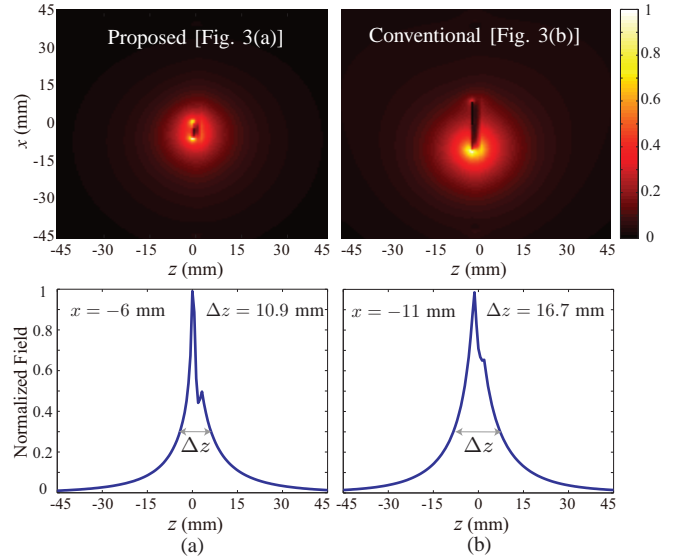 Proposed [Fig. 3(a)]
Conventional [Fig. 3(b)]
x (mm)
45
30
15
0
-15
-30
-45
-45 -30 -15 0 15 30 45
z (mm)
-45 -30 -15 0 15 30 45
z (mm)
1
0.8
0.6
0.4
0.2
0
Normalized Field
1
0.8
0.6
0.4
0.2
0
x = −6 mm
Δz = 10.9 mm
Δz
-45 -30 -15 0 15 30 45
z (mm)
(a)
x = −11 mm
Δz = 16.7 mm
Δz
-45 -30 -15 0 15 30 45
z (mm)
(b)